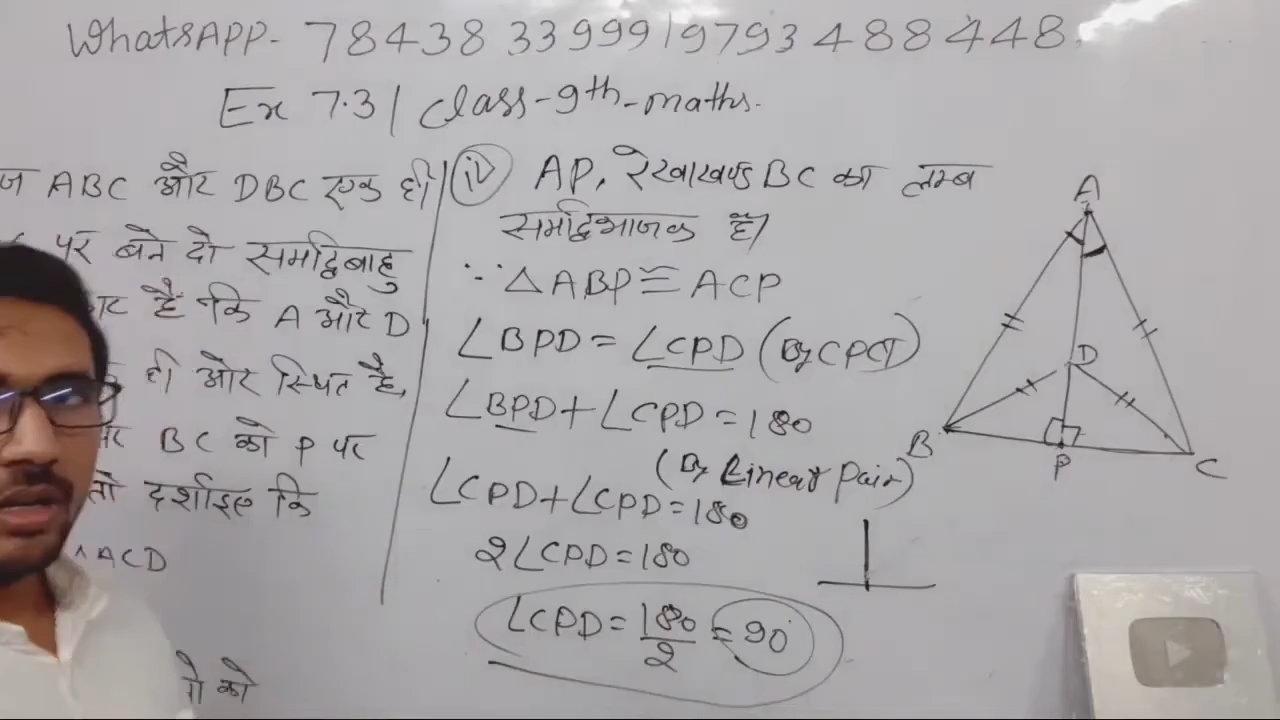 WhatsAPP- 78438 33999 | 9793 488448.
Ex 7.3 | Class-9th-maths.
ABC और DBC एक ही
पर बने दो समद्विबाहु
है कि A और D
ही ओर स्थित है,
BC को P पर
तो दर्शाइए कि
ACD
को
iv AP, रेखाखण्ड BC का लम्ब
समद्विभाजक है।
∵ △ABP ≅ ACP
∠BPD = ∠CPD (By CPCT)
∠BPD + ∠CPD = 180
(By Linear Pair)
∠CPD + ∠CPD = 180
2∠CPD = 180
∠CPD = 180/2 = 90
A
D
B
P
C